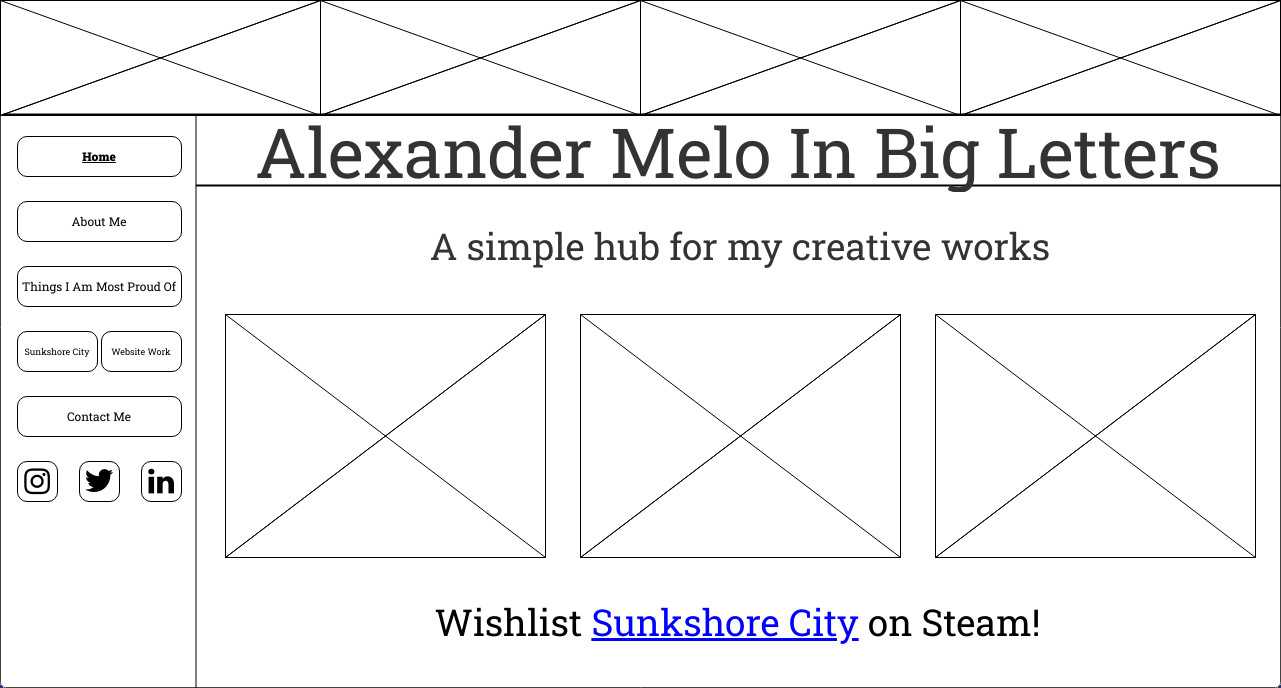 Alexander Melo In Big Letters
Home
About Me
Things I Am Most Proud Of
Sunkshore City
Website Work
Contact Me
A simple hub for my creative works
Wishlist Sunkshore City on Steam!